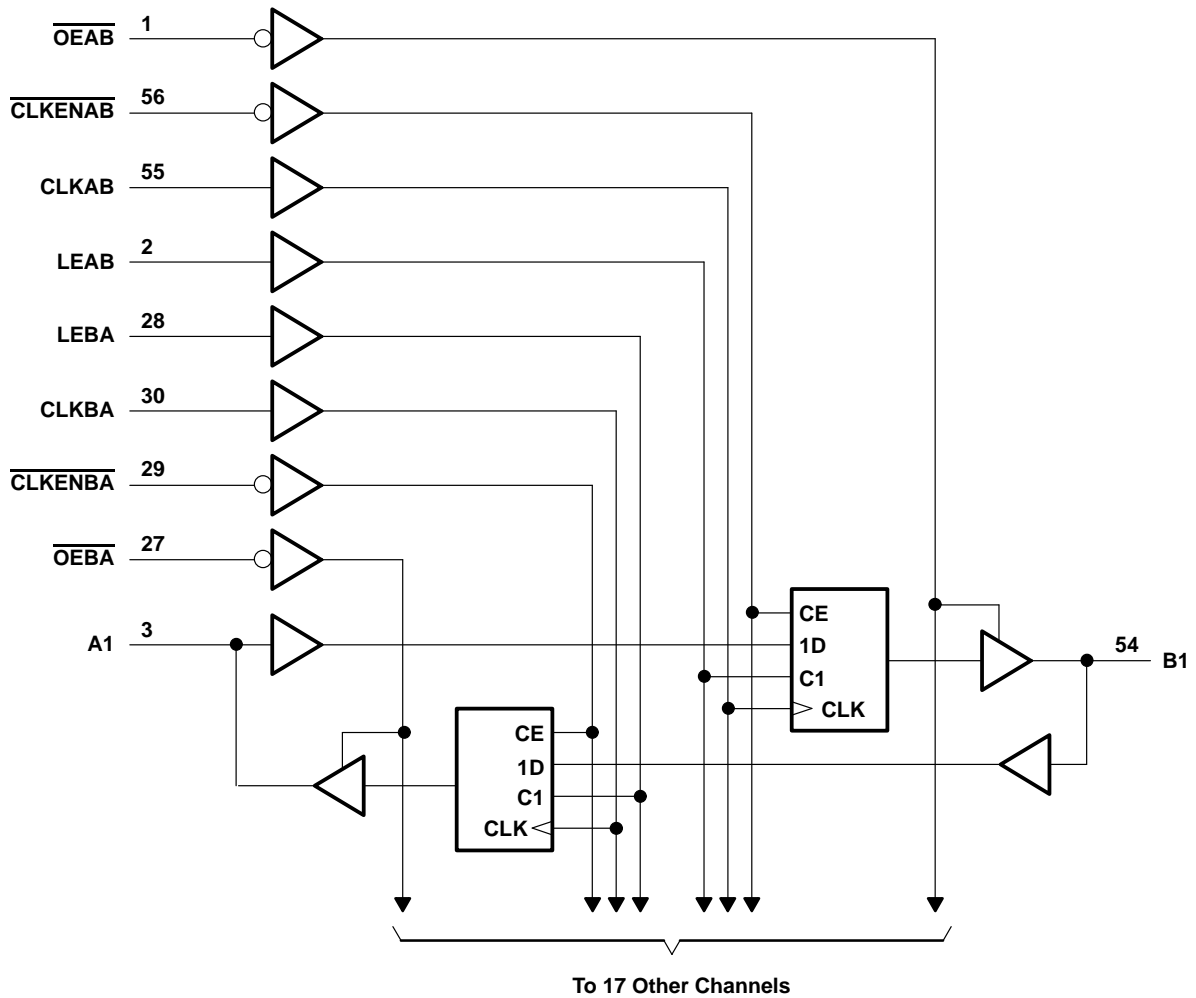 OEAB 1
CLKENAB 56
CLKAB 55
LEAB 2
LEBA 28
CLKBA 30
CLKENBA 29
OEBA 27
A1 3
CE
1D
C1
CLK
54 B1
CE
1D
C1
CLK
To 17 Other Channels